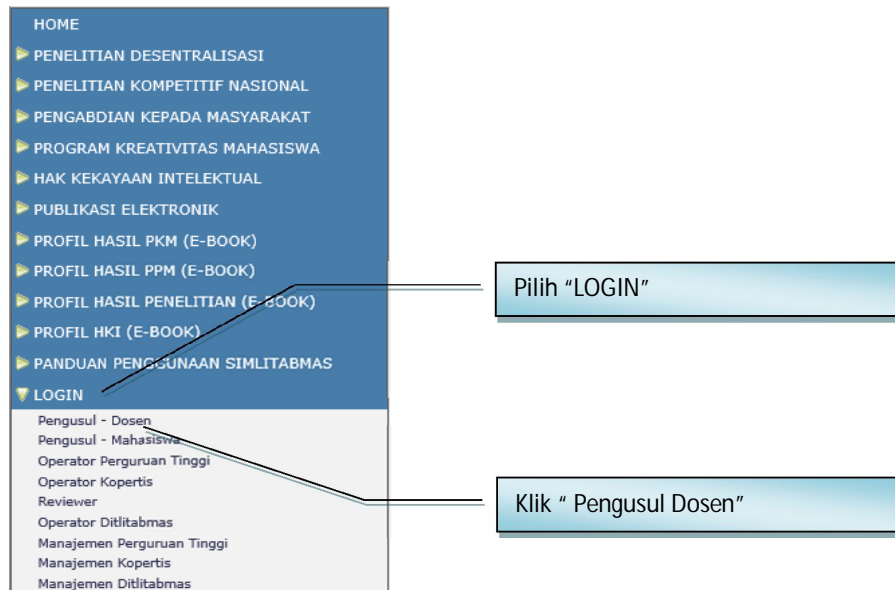 HOME
PENELITIAN DESENTRALISASI
PENELITIAN KOMPETITIF NASIONAL
PENGABDIAN KEPADA MASYARAKAT
PROGRAM KREATIVITAS MAHASISWA
HAK KEKAYAAN INTELEKTUAL
PUBLIKASI ELEKTRONIK
PROFIL HASIL PKM (E-BOOK)
PROFIL HASIL PPM (E-BOOK)
PROFIL HASIL PENELITIAN (E-BOOK)
PROFIL HKI (E-BOOK)
PANDUAN PENGGUNAAN SIMLITABMAS
LOGIN
Pengusul - Dosen
Pengusul - Mahasiswa
Operator Perguruan Tinggi
Operator Kopertis
Reviewer
Operator Ditlitabmas
Manajemen Perguruan Tinggi
Manajemen Kopertis
Manajemen Ditlitabmas
Pilih “LOGIN”
Klik “ Pengusul Dosen”